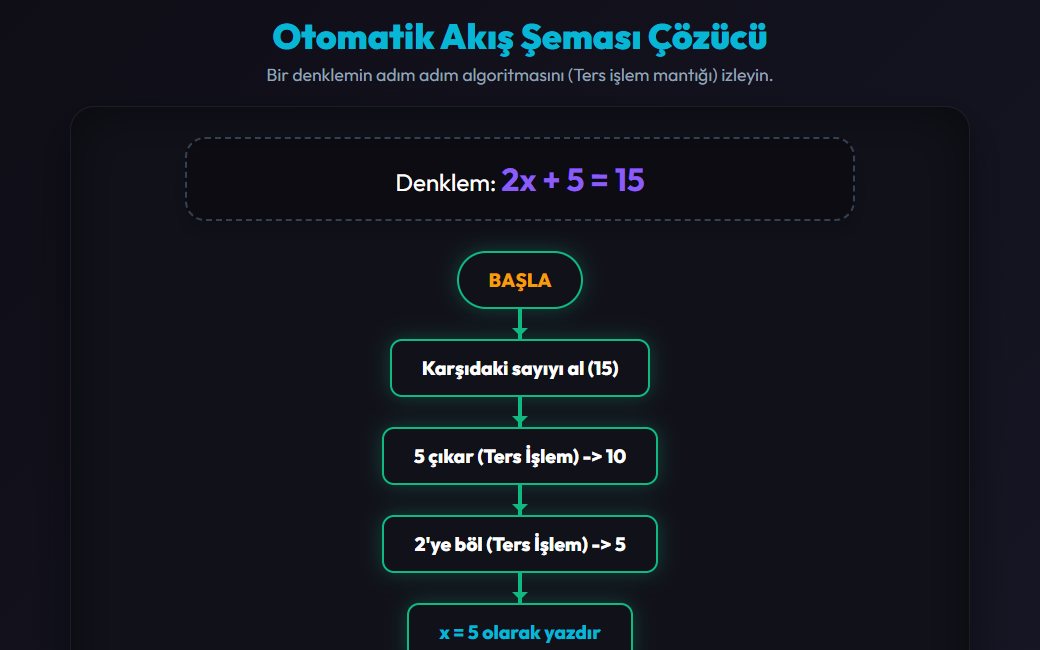 Otomatik Akış Şeması Çözücü
Bir denklemin adım adım algoritmasını (Ters işlem mantığı) izleyin.
Denklem: 2x + 5 = 15
BAŞLA
Karşıdaki sayıyı al (15)
5 çıkar (Ters İşlem) -> 10
2'ye böl (Ters İşlem) -> 5
x = 5 olarak yazdır